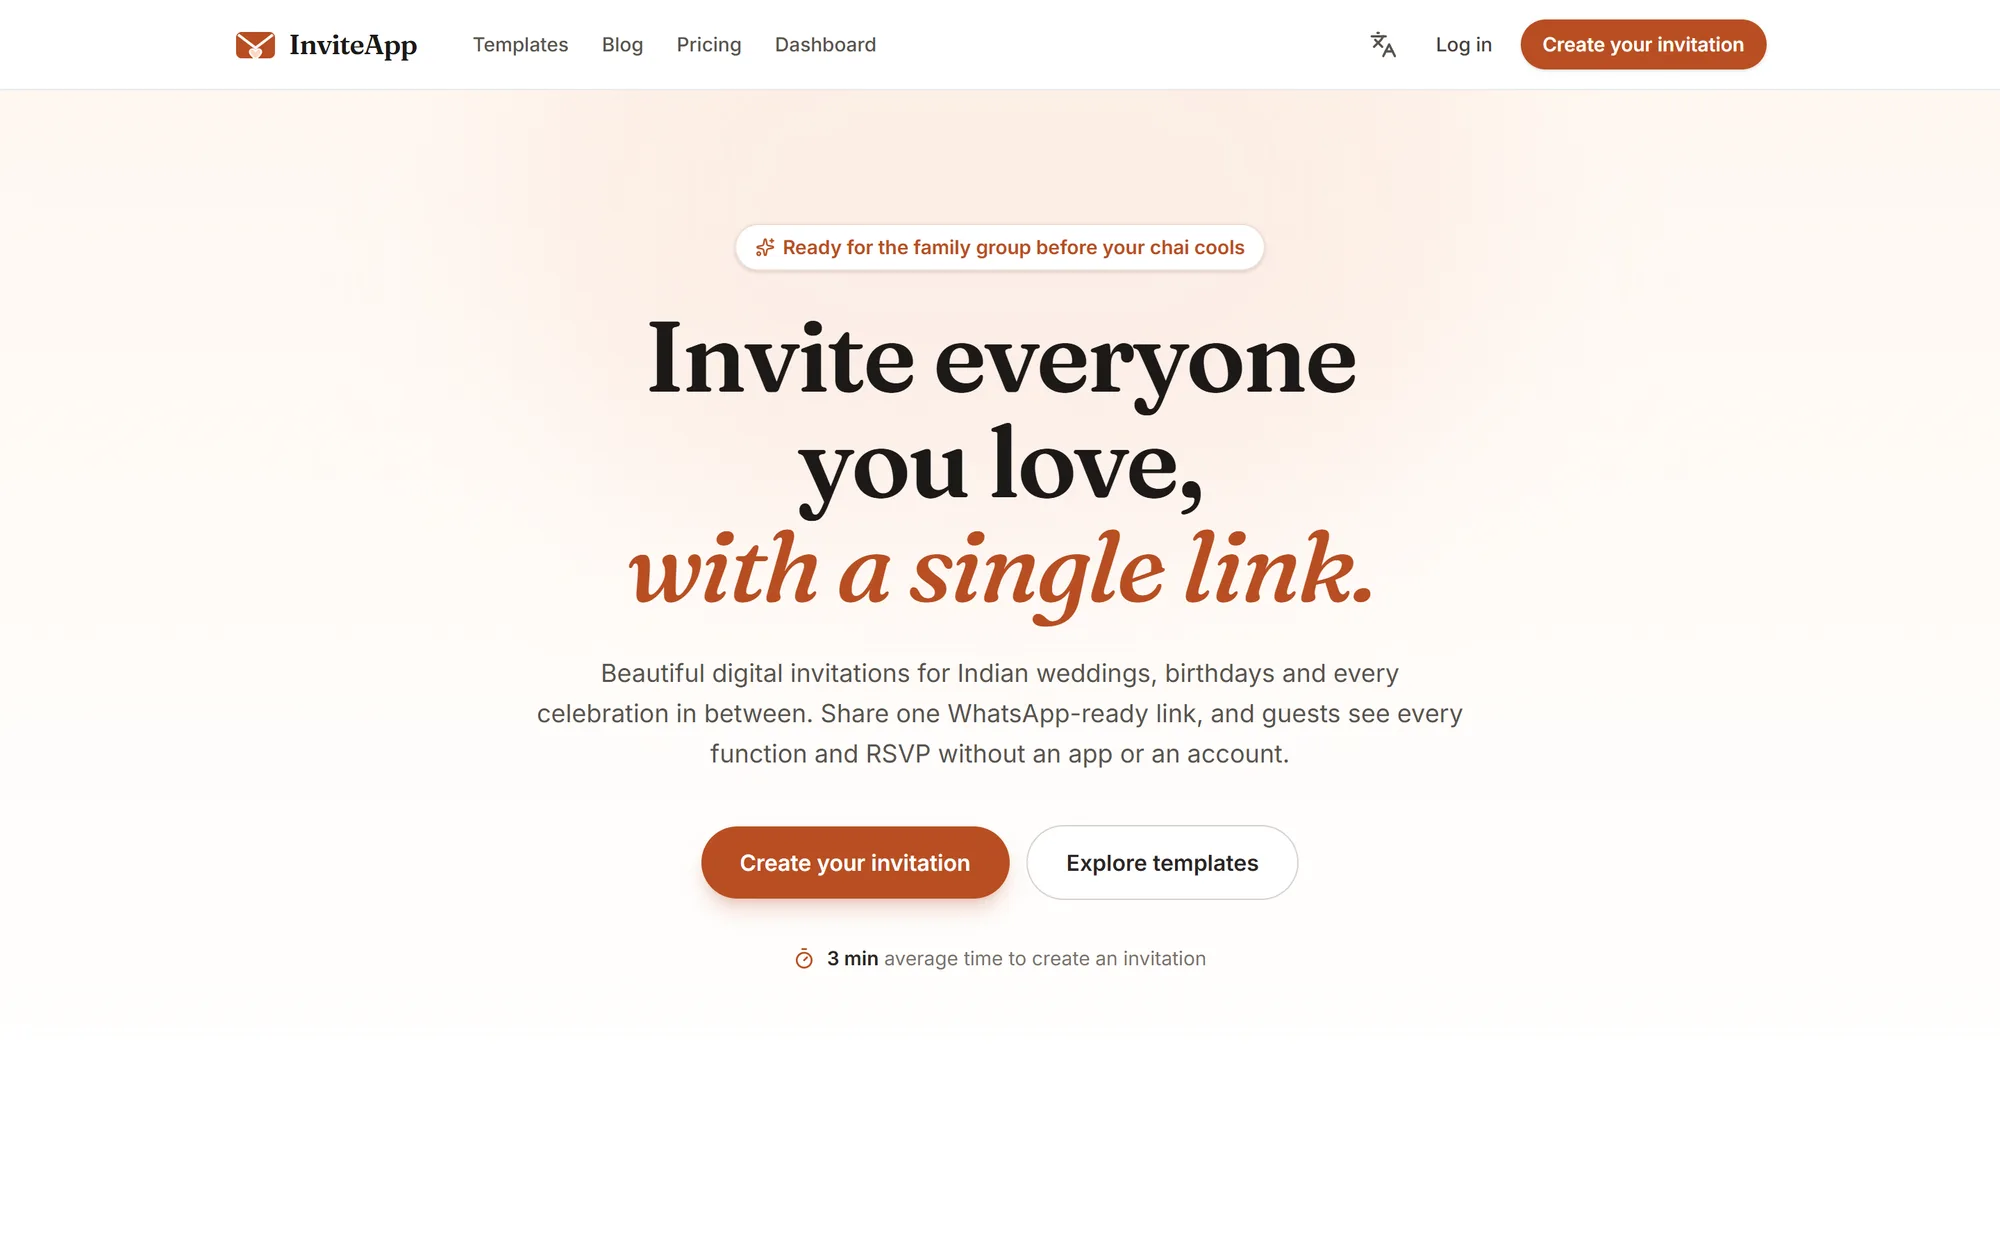 InviteApp
Templates
Blog
Pricing
Dashboard
Log in
Create your invitation
Ready for the family group before your chai cools
Invite everyone
you love,
with a single link.
Beautiful digital invitations for Indian weddings, birthdays and every
celebration in between. Share one WhatsApp-ready link, and guests see every
function and RSVP without an app or an account.
Create your invitation
Explore templates
3 min average time to create an invitation